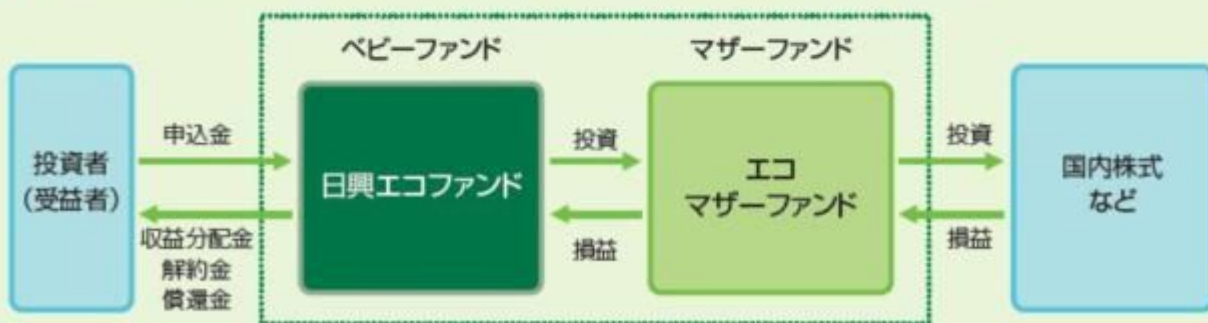 ベビーファンド
マザーファンド
投資者
(受益者)
申込金
収益分配金
解約金
償還金
日興エコファンド
投資
損益
エコ
マザーファンド
投資
損益
国内株式
など